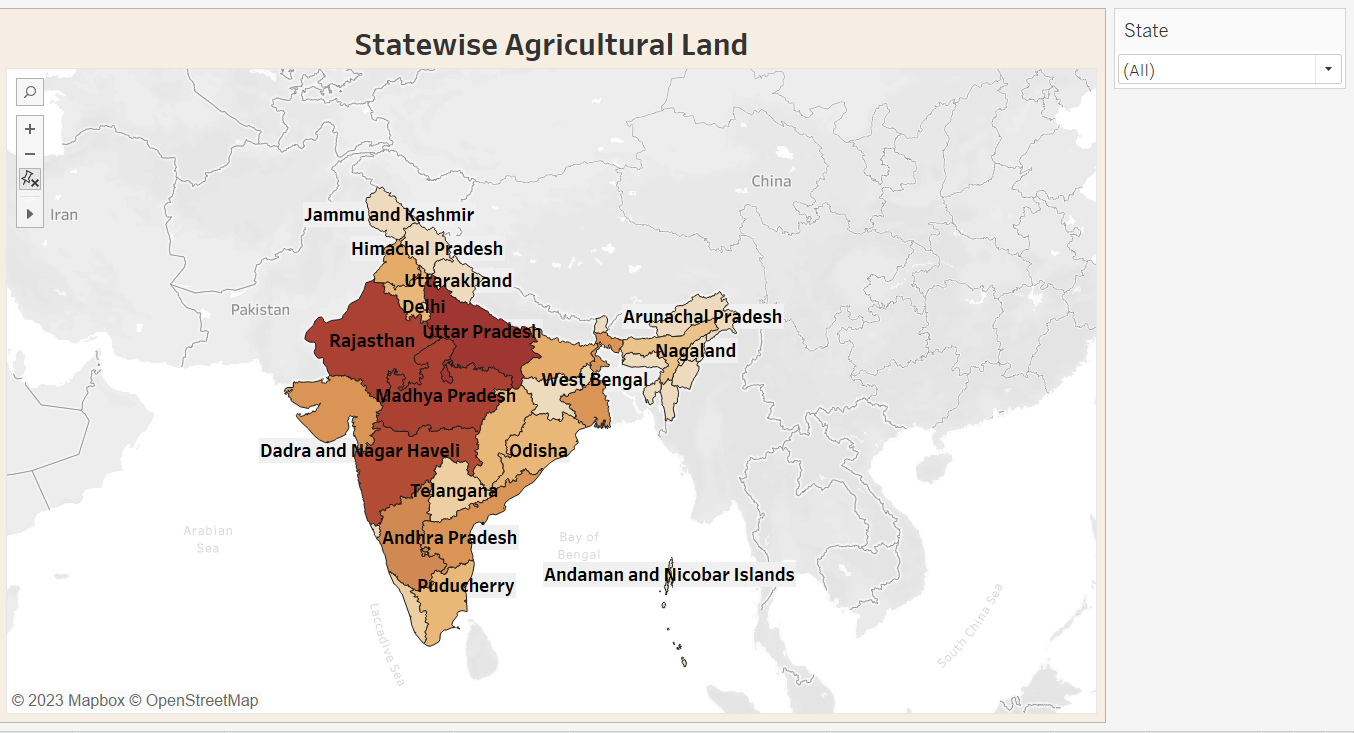 Statewise Agricultural Land
State
(All)
China
Iran
Jammu and Kashmir
Himachal Pradesh
Uttarakhand
Pakistan
Delhi
Arunachal Pradesh
Uttar Pradesh
Rajasthan
Nagaland
West Bengal
Madhya Pradesh
Dadra and Nagar Haveli
Odisha
Telangana
Arabian
Sea
Andhra Pradesh
Bay of
Bengal
Andaman and Nicobar Islands
Puducherry
Laccadive Sea
South China Sea
© 2023 Mapbox © OpenStreetMap